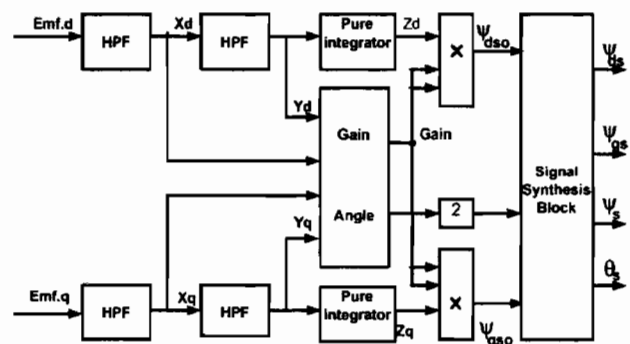 Emf.d
HPF
Xd
HPF
Pure
integrator
Zd
X
Ψdso
Ψds
Yd
Gain
Gain
Ψqs
Signal
Synthesis
Block
Angle
2
Ψs
Yq
θs
Emf.q
HPF
Xq
HPF
Pure
integrator
Zq
X
Ψqso